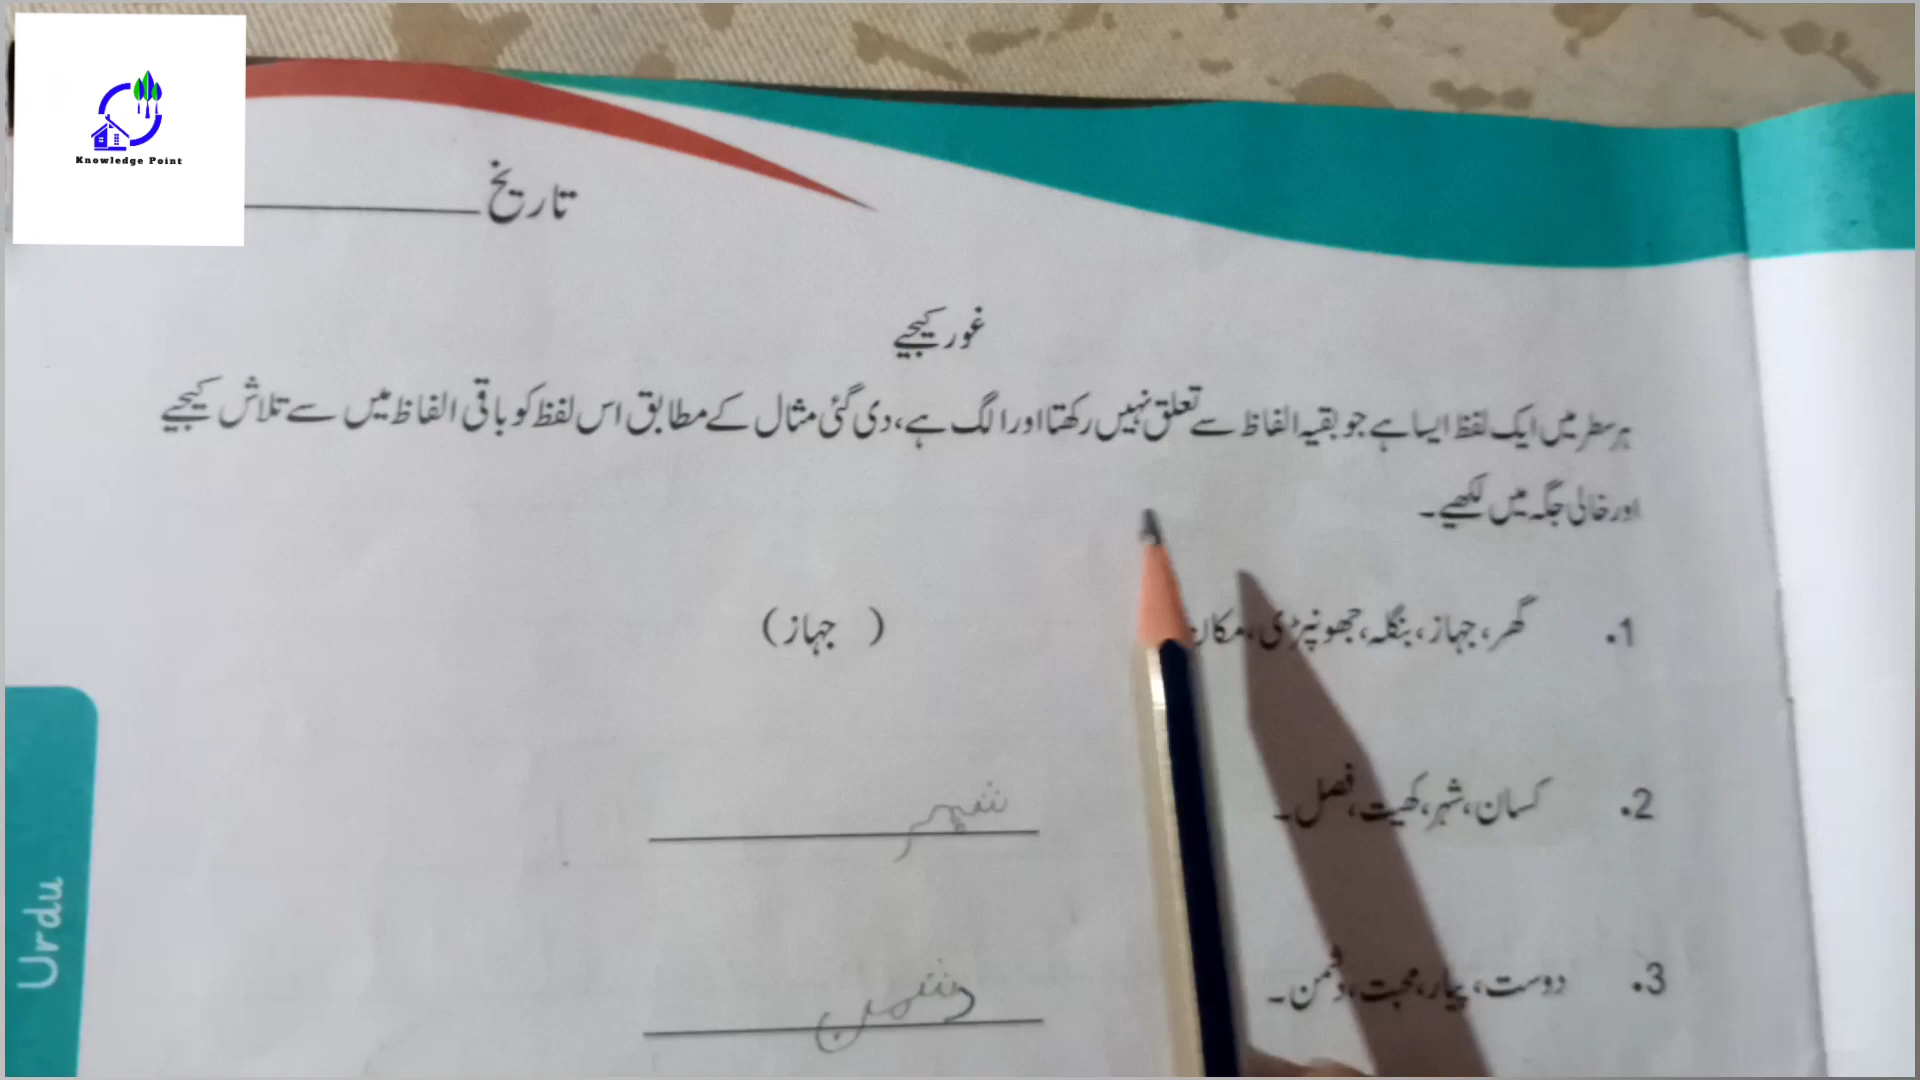 Knowledge Point
تاریخ
غور کیجیے
ہر سطر میں ایک لفظ ایسا ہے جو بقیہ الفاظ سے تعلق نہیں رکھتا اور الگ ہے، دی گئی مثال کے مطابق اس لفظ کو باقی الفاظ میں سے تلاش کیجیے
اور خالی جگہ میں لکھیے۔
1. گھر، جہاز، بنگلہ، جھونپڑی، مکان (جہاز)
2. کسان، شہر، کھیت، فصل۔ شہر
3. دوست، پیار، محبت، دشمن۔ دشمن
Urdu